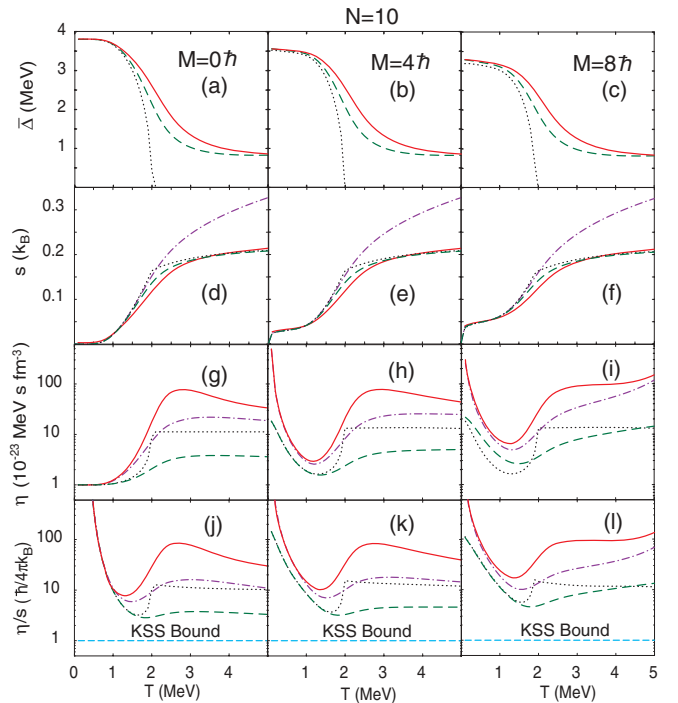 N=10
4
3
2
1
Δ̄ (MeV)
M=0ℏ
(a)
M=4ℏ
(b)
M=8ℏ
(c)
0.3
0.2
0.1
s (k_B)
(d)
(e)
(f)
100
10
1
η (10⁻²³ MeV s fm⁻³)
(g)
(h)
(i)
100
10
1
η/s (ℏ/4πk_B)
(j)
(k)
(l)
KSS Bound
KSS Bound
KSS Bound
0 1 2 3 4 0 1 2 3 4 0 1 2 3 4 5
T (MeV)
T (MeV)
T (MeV)